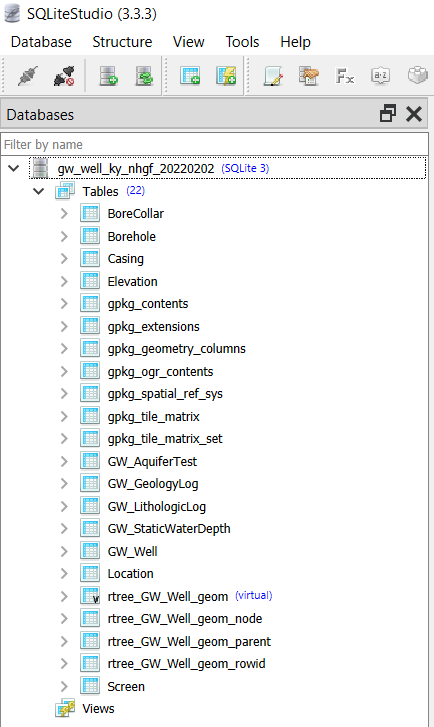 SQLiteStudio (3.3.3)
Database Structure View Tools Help
Fx a-z
Databases
Filter by name
gw_well_ky_nhgf_20220202 (SQLite 3)
Tables (22)
BoreCollar
Borehole
Casing
Elevation
gpkg_contents
gpkg_extensions
gpkg_geometry_columns
gpkg_ogr_contents
gpkg_spatial_ref_sys
gpkg_tile_matrix
gpkg_tile_matrix_set
GW_AquiferTest
GW_GeologyLog
GW_LithologicLog
GW_StaticWaterDepth
GW_Well
Location
v rtree_GW_Well_geom (virtual)
rtree_GW_Well_geom_node
rtree_GW_Well_geom_parent
rtree_GW_Well_geom_rowid
Screen
Views